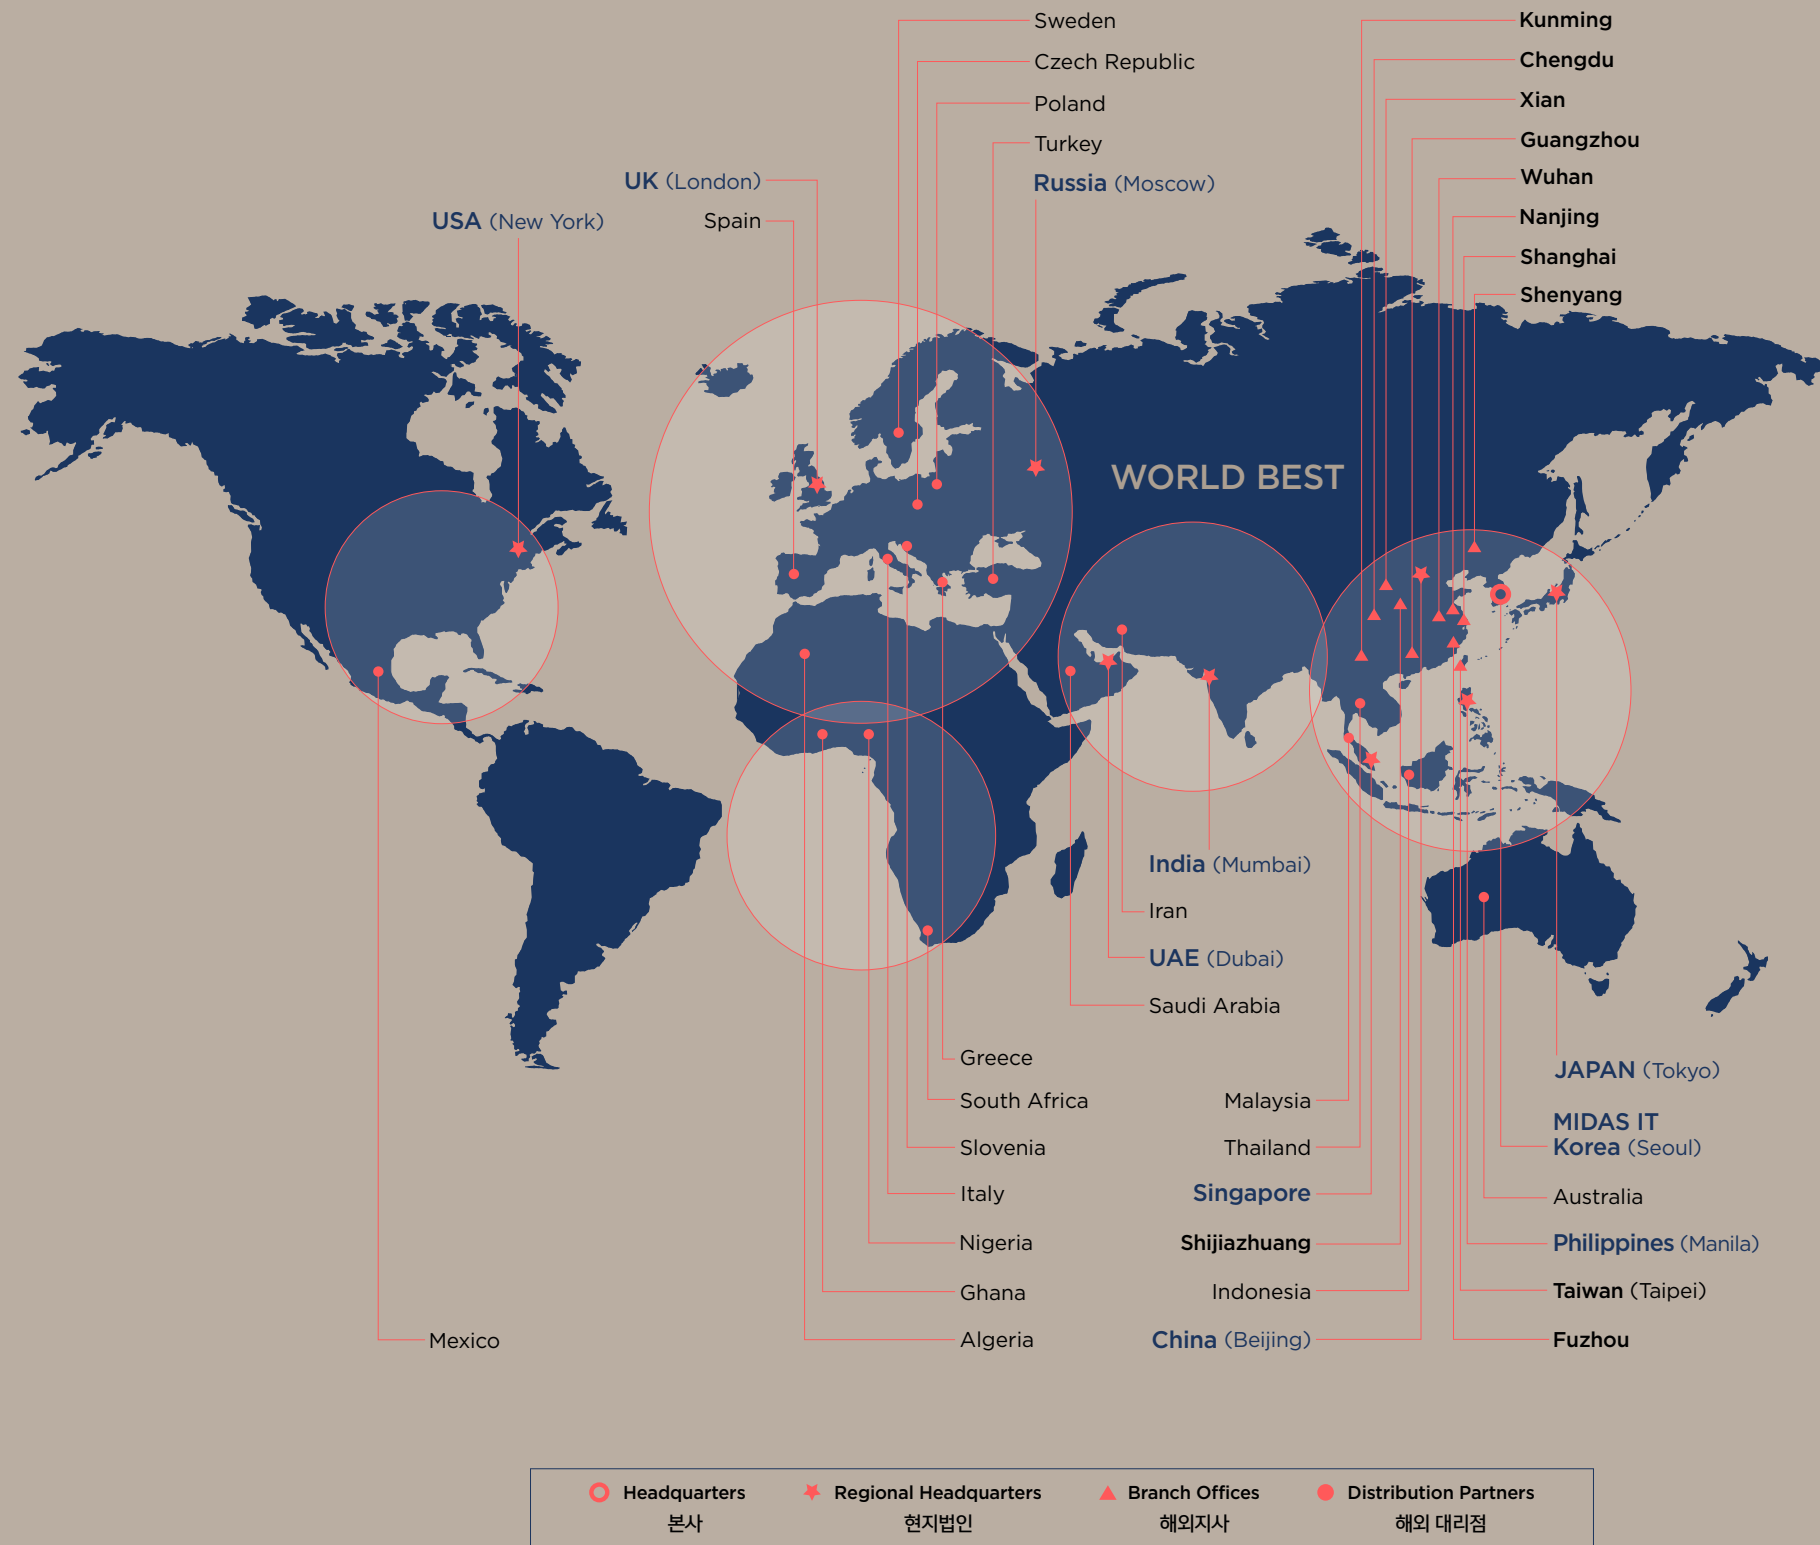 Sweden
Czech Republic
Poland
Turkey
Russia (Moscow)
UK (London)
Spain
USA (New York)
Kunming
Chengdu
Xian
Guangzhou
Wuhan
Nanjing
Shanghai
Shenyang
WORLD BEST
India (Mumbai)
Iran
UAE (Dubai)
Saudi Arabia
Greece
South Africa
Slovenia
Italy
Nigeria
Ghana
Algeria
Mexico
Malaysia
Thailand
Singapore
Shijiazhuang
Indonesia
China (Beijing)
JAPAN (Tokyo)
MIDAS IT
Korea (Seoul)
Australia
Philippines (Manila)
Taiwan (Taipei)
Fuzhou
Headquarters
본사
Regional Headquarters
현지법인
Branch Offices
해외지사
Distribution Partners
해외 대리점